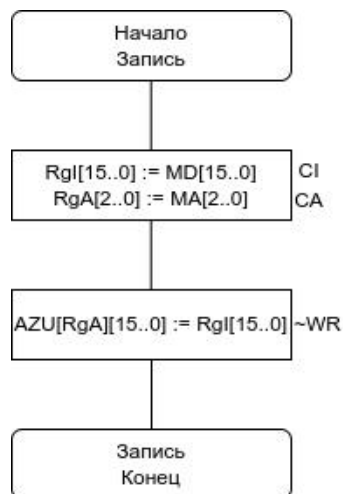 Начало
Запись
RgI[15..0] := MD[15..0] CI
RgA[2..0] := MA[2..0] CA
AZU[RgA][15..0] := RgI[15..0] ~WR
Запись
Конец